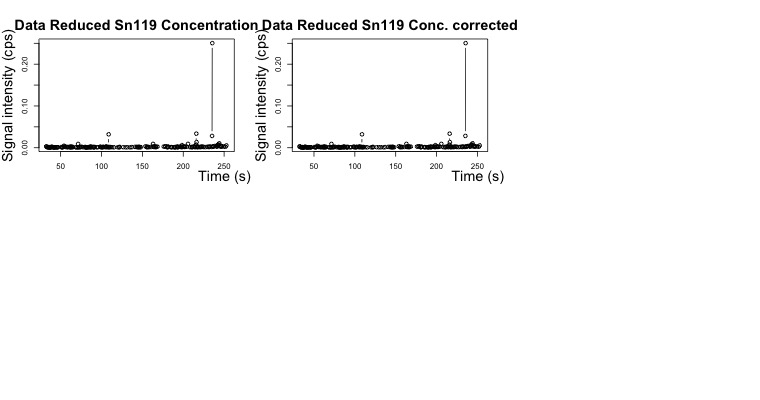 Data Reduced Sn119 Concentration
Signal intensity (cps)
0.00 0.10 0.20
50 100 150 200 250
Time (s)
Data Reduced Sn119 Conc. corrected
Signal intensity (cps)
0.00 0.10 0.20
50 100 150 200 250
Time (s)